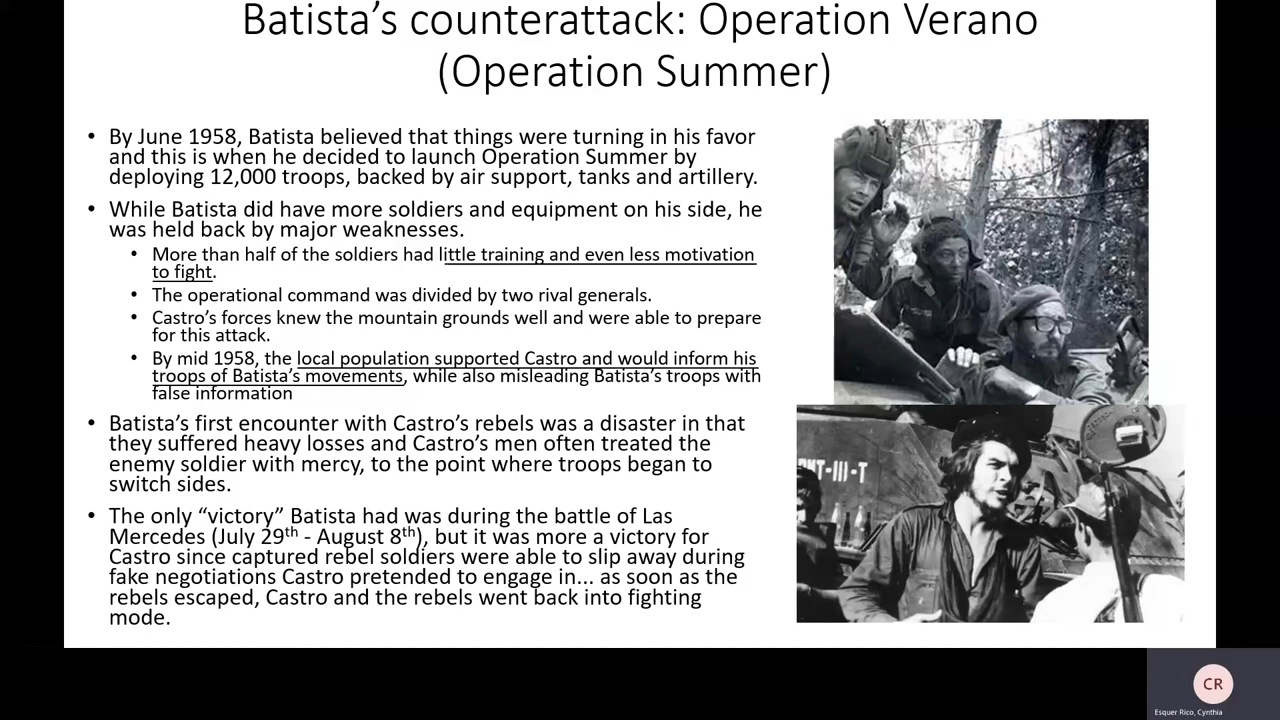 Batista’s counterattack: Operation Verano
(Operation Summer)
• By June 1958, Batista believed that things were turning in his favor
and this is when he decided to launch Operation Summer by
deploying 12,000 troops, backed by air support, tanks and artillery.
• While Batista did have more soldiers and equipment on his side, he
was held back by major weaknesses.
• More than half of the soldiers had little training and even less motivation
to fight.
• The operational command was divided by two rival generals.
• Castro’s forces knew the mountain grounds well and were able to prepare
for this attack.
• By mid 1958, the local population supported Castro and would inform his
troops of Batista’s movements, while also misleading Batista’s troops with
false information
• Batista’s first encounter with Castro’s rebels was a disaster in that
they suffered heavy losses and Castro’s men often treated the
enemy soldier with mercy, to the point where troops began to
switch sides.
• The only “victory” Batista had was during the battle of Las
Mercedes (July 29th - August 8th), but it was more a victory for
Castro since captured rebel soldiers were able to slip away during
fake negotiations Castro pretended to engage in... as soon as the
rebels escaped, Castro and the rebels went back into fighting
mode.
CR
Esquer Rico, Cynthia